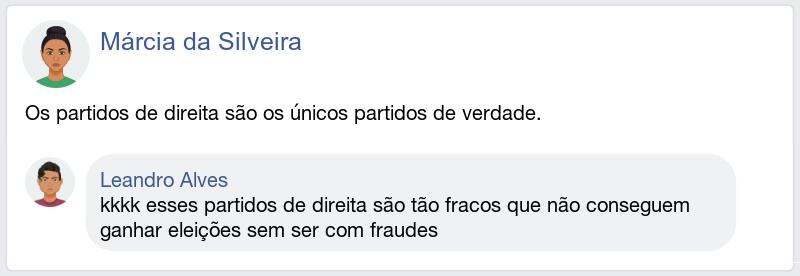 Márcia da Silveira
Os partidos de direita são os únicos partidos de verdade.
Leandro Alves
kkkk esses partidos de direita são tão fracos que não conseguem
ganhar eleições sem ser com fraudes